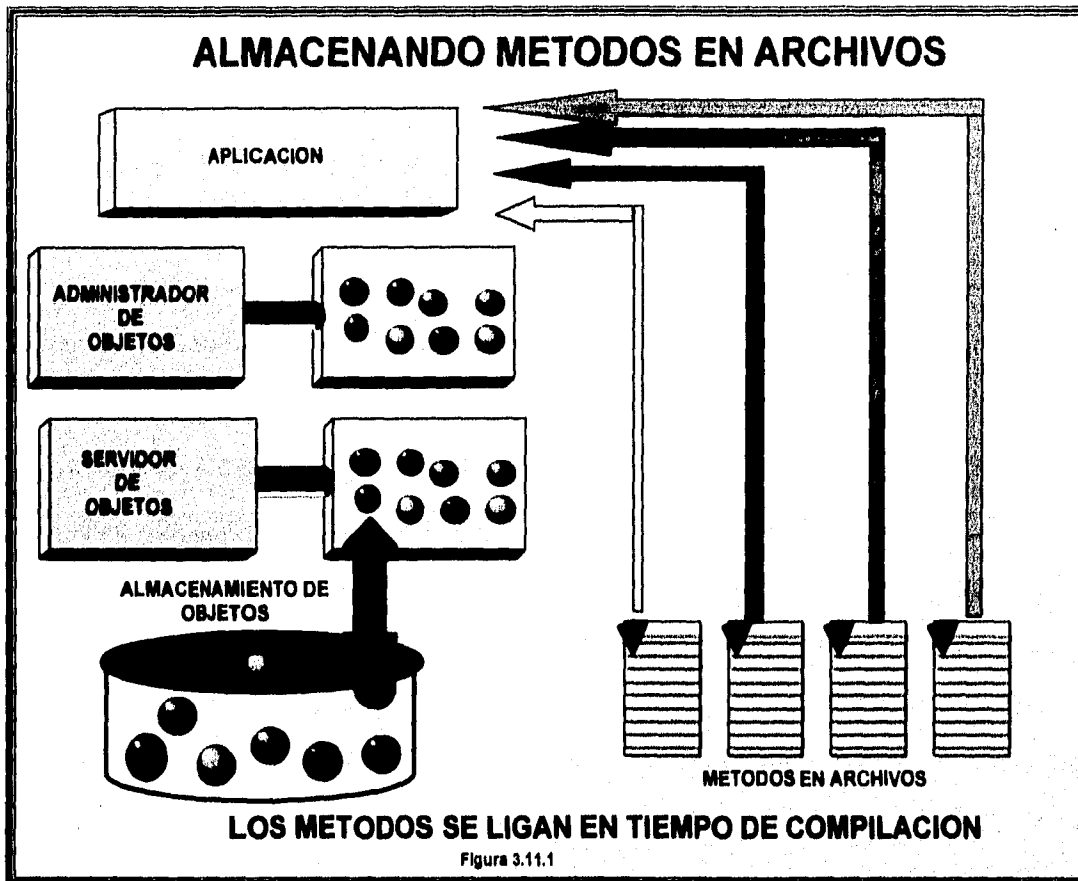 ALMACENANDO METODOS EN ARCHIVOS
APLICACION
ADMINISTRADOR
DE
OBJETOS
SERVIDOR
DE
OBJETOS
ALMACENAMIENTO DE
OBJETOS
METODOS EN ARCHIVOS
LOS METODOS SE LIGAN EN TIEMPO DE COMPILACION
Figura 3.11.1